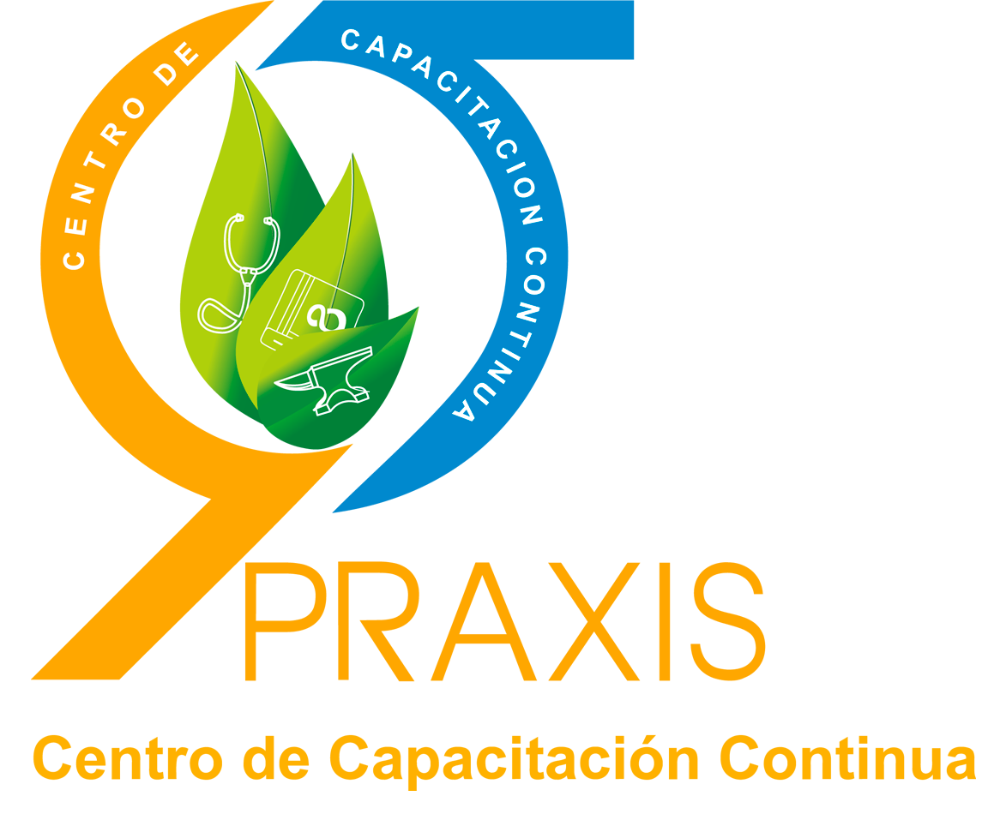 CENTRO DE
CAPACITACION CONTINUA
PRAXIS
Centro de Capacitación Continua